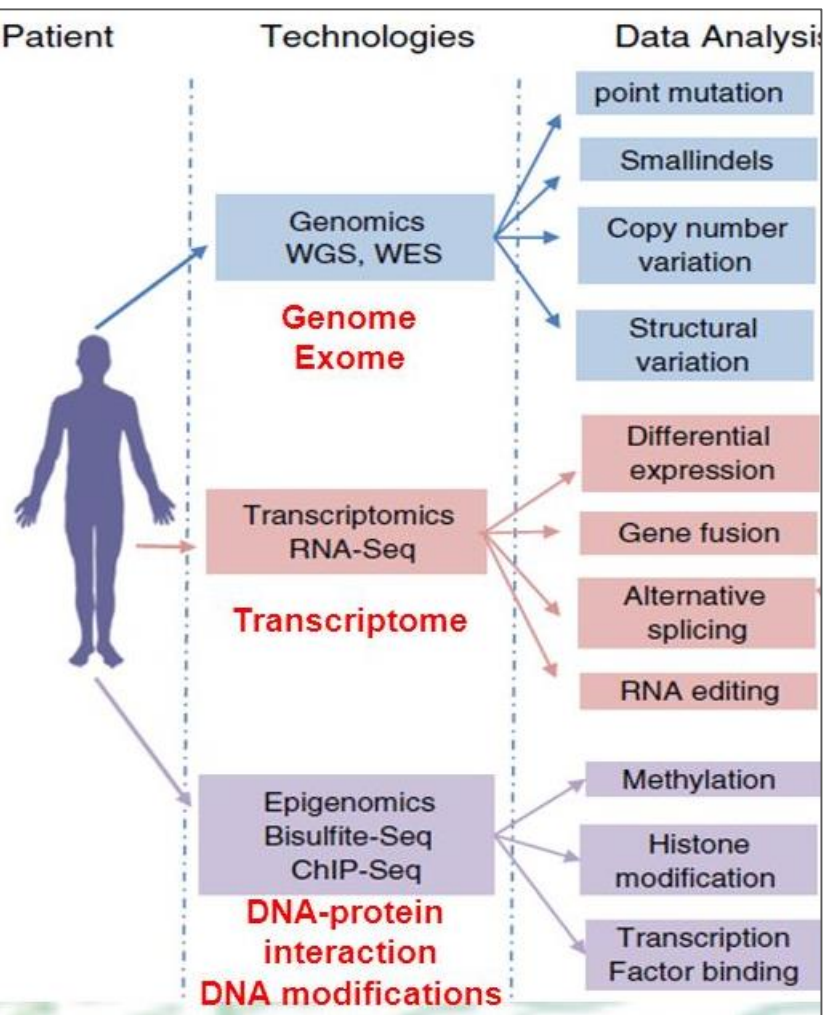 Patient
Technologies
Data Analysis
point mutation
Smallindels
Genomics
WGS, WES
Copy number
variation
Genome
Exome
Structural
variation
Differential
expression
Transcriptomics
RNA-Seq
Gene fusion
Transcriptome
Alternative
splicing
RNA editing
Methylation
Epigenomics
Bisulfite-Seq
ChIP-Seq
Histone
modification
DNA-protein
interaction
DNA modifications
Transcription
Factor binding